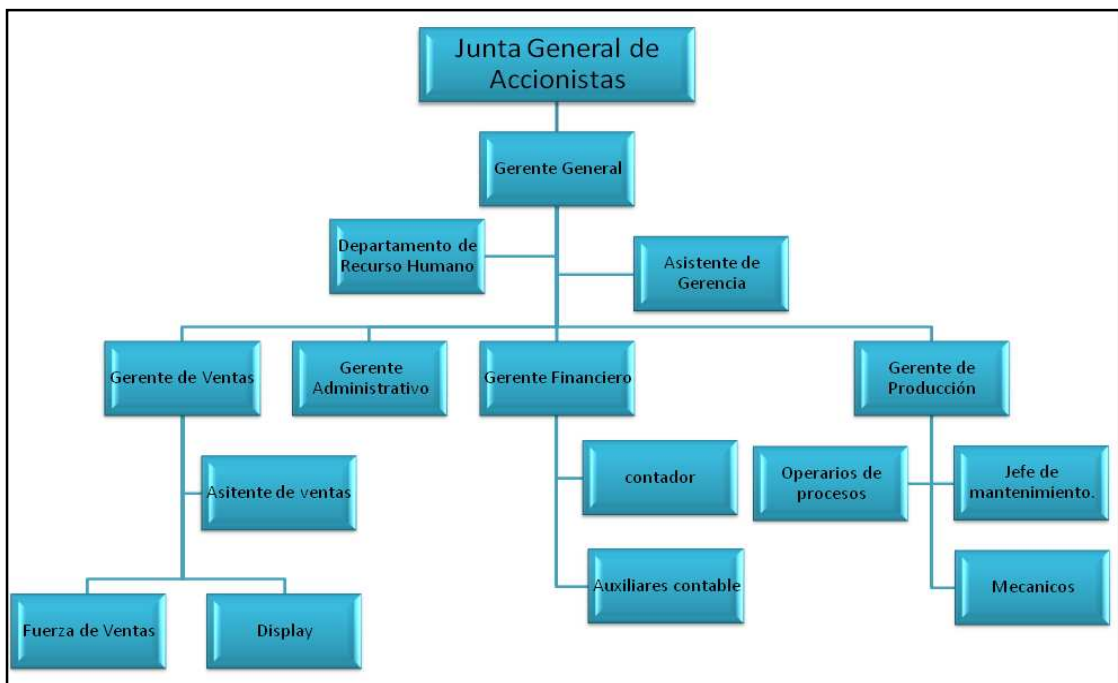 Junta General de
Accionistas
Gerente General
Departamento de
Recurso Humano
Asistente de
Gerencia
Gerente de Ventas
Gerente
Administrativo
Gerente Financiero
Gerente de
Producción
Asitente de ventas
contador
Operarios de
procesos
Jefe de
mantenimiento.
Fuerza de Ventas
Display
Auxiliares contable
Mecanicos